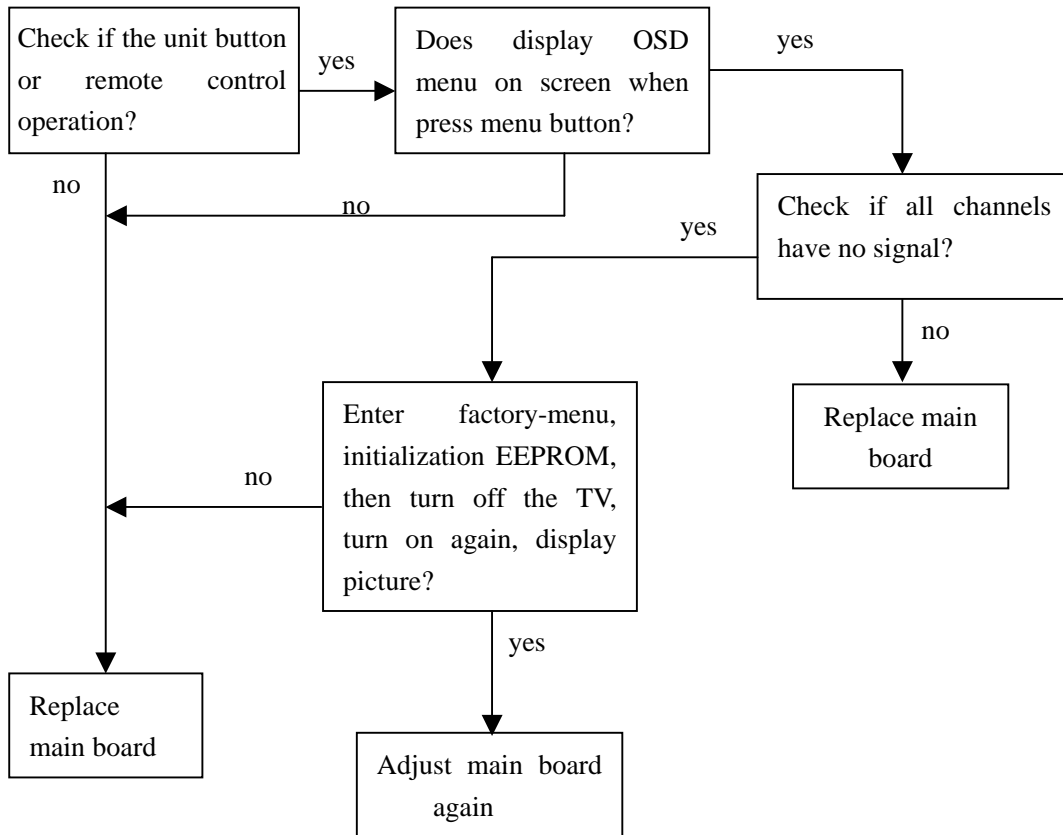 Check if the unit button
or remote control
operation?
yes
Does display OSD
menu on screen when
press menu button?
yes
no
no
Check if all channels
have no signal?
yes
no
Enter factory-menu,
initialization EEPROM,
then turn off the TV,
turn on again, display
picture?
no
Replace main
board
yes
Replace
main board
Adjust main board
again